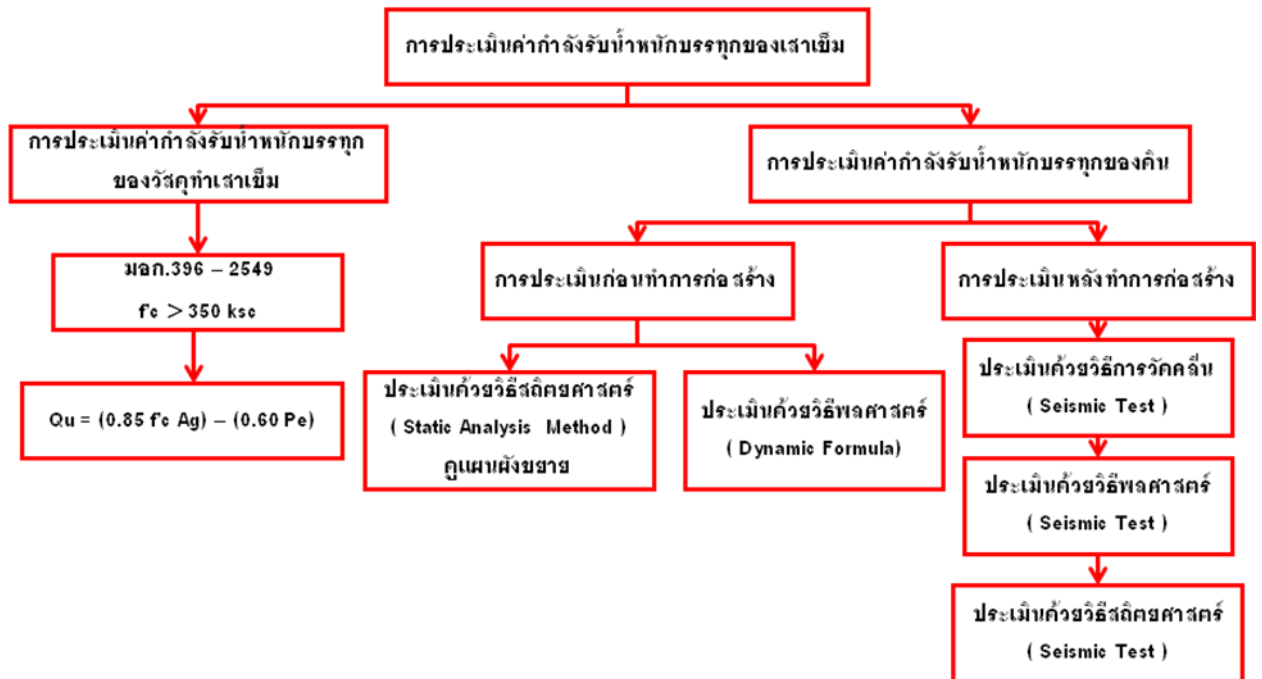 การประเมินค่ากำลังรับน้ำหนักบรรทุกของเสาเข็ม
การประเมินค่ากำลังรับน้ำหนักบรรทุก
ของวัสดุทำเสาเข็ม
มอก.396 – 2549
f'c > 350 ksc
Qu = (0.85 f'c Ag) – (0.60 Pe)
การประเมินค่ากำลังรับน้ำหนักบรรทุกของดิน
การประเมินก่อนทำการก่อสร้าง
ประเมินด้วยวิธีสถิตยศาสตร์
( Static Analysis Method )
ดูแผนผังขยาย
ประเมินด้วยวิธีพลศาสตร์
( Dynamic Formula)
การประเมินหลังทำการก่อสร้าง
ประเมินด้วยวิธีการวัดคลื่น
( Seismic Test )
ประเมินด้วยวิธีพลศาสตร์
( Seismic Test )
ประเมินด้วยวิธีสถิตยศาสตร์
( Seismic Test )